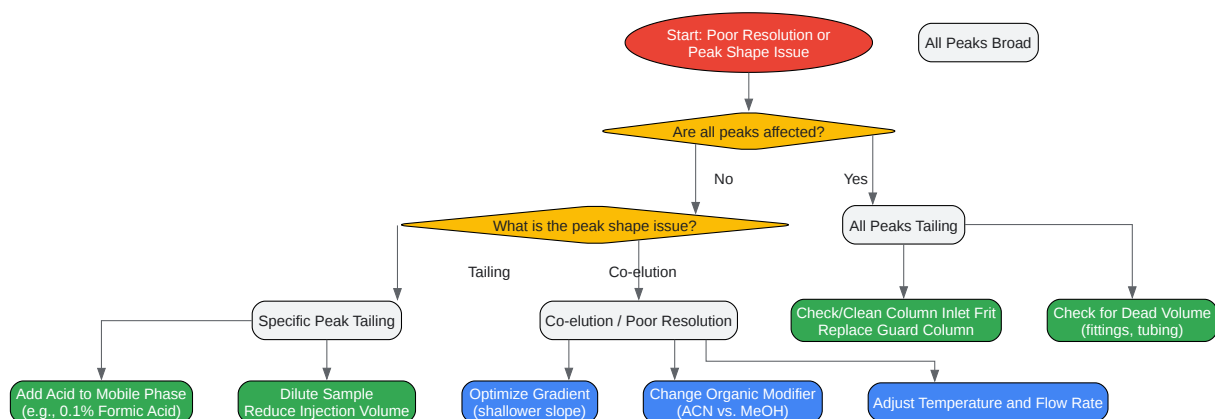 Start: Poor Resolution or
Peak Shape Issue
All Peaks Broad
Are all peaks affected?
No
Yes
What is the peak shape issue?
All Peaks Tailing
Tailing
Co-elution
Specific Peak Tailing
Co-elution / Poor Resolution
Check/Clean Column Inlet Frit
Replace Guard Column
Check for Dead Volume
(fittings, tubing)
Add Acid to Mobile Phase
(e.g., 0.1% Formic Acid)
Dilute Sample
Reduce Injection Volume
Optimize Gradient
(shallower slope)
Change Organic Modifier
(ACN vs. MeOH)
Adjust Temperature and Flow Rate